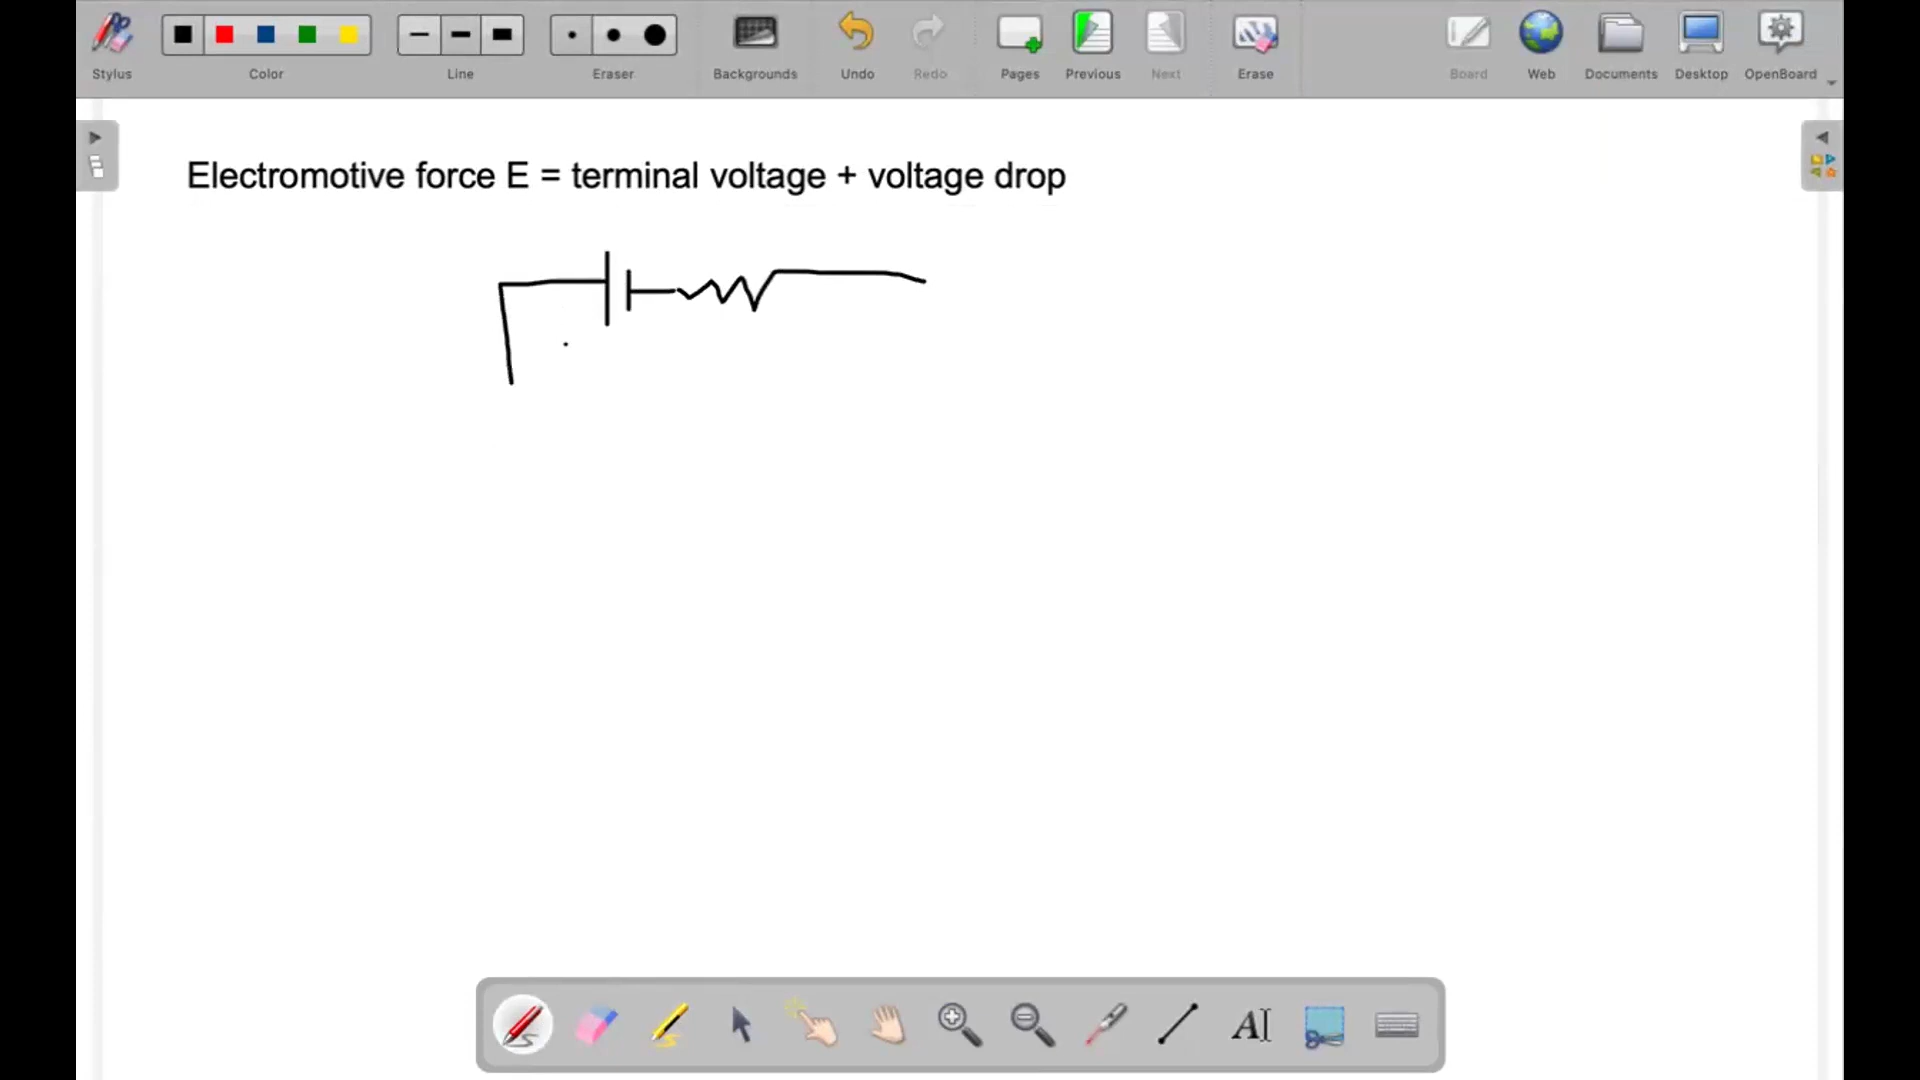 Stylus
Color
Line
Eraser
Backgrounds
Undo
Redo
Pages
Previous
Next
Erase
Board
Web
Documents
Desktop
OpenBoard
Electromotive force E = terminal voltage + voltage drop